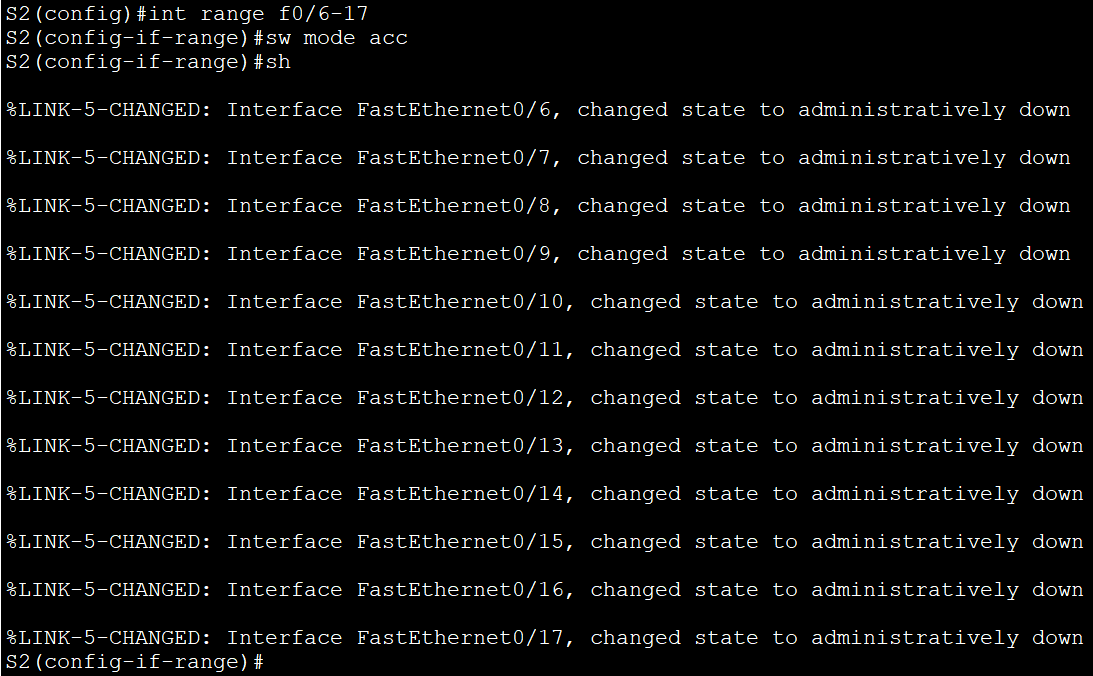 S2(config)#int range f0/6-17
S2(config-if-range)#sw mode acc
S2(config-if-range)#sh
%LINK-5-CHANGED: Interface FastEthernet0/6, changed state to administratively down
%LINK-5-CHANGED: Interface FastEthernet0/7, changed state to administratively down
%LINK-5-CHANGED: Interface FastEthernet0/8, changed state to administratively down
%LINK-5-CHANGED: Interface FastEthernet0/9, changed state to administratively down
%LINK-5-CHANGED: Interface FastEthernet0/10, changed state to administratively down
%LINK-5-CHANGED: Interface FastEthernet0/11, changed state to administratively down
%LINK-5-CHANGED: Interface FastEthernet0/12, changed state to administratively down
%LINK-5-CHANGED: Interface FastEthernet0/13, changed state to administratively down
%LINK-5-CHANGED: Interface FastEthernet0/14, changed state to administratively down
%LINK-5-CHANGED: Interface FastEthernet0/15, changed state to administratively down
%LINK-5-CHANGED: Interface FastEthernet0/16, changed state to administratively down
%LINK-5-CHANGED: Interface FastEthernet0/17, changed state to administratively down
S2(config-if-range)#